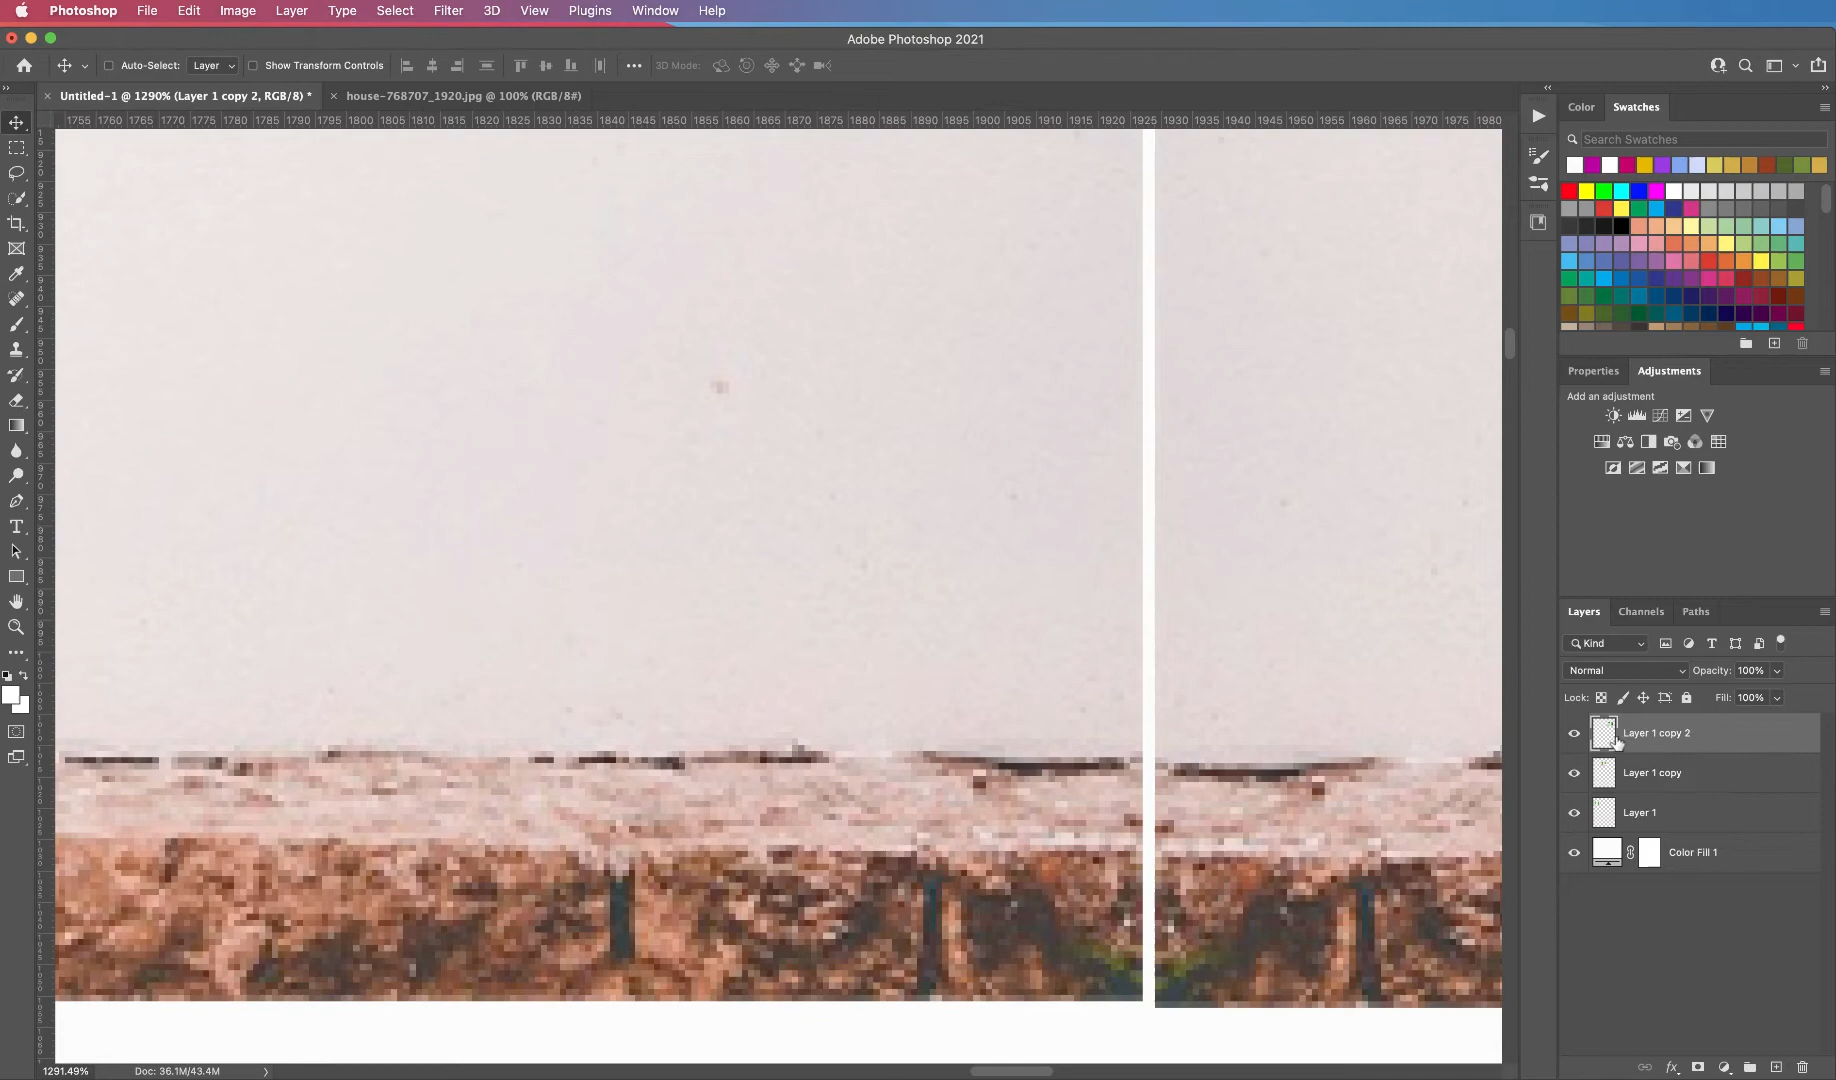 Photoshop File Edit Image Layer Type Select Filter 3D View Plugins Window Help
Adobe Photoshop 2021
Auto-Select: Layer Show Transform Controls 3D Mode:
Untitled-1 @ 1290% (Layer 1 copy 2, RGB/8) * house-768707_1920.jpg @ 100% (RGB/8#)
1755 1760 1765 1770 1775 1780 1785 1790 1795 1800 1805 1810 1815 1820 1825 1830 1835 1840 1845 1850 1855 1860 1865 1870 1875 1880 1885 1890 1895 1900 1905 1910 1915 1920 1925 1930 1935 1940 1945 1950 1955 1960 1965 1970 1975 1980
Color Swatches
Search Swatches
Properties Adjustments
Add an adjustment
Layers Channels Paths
Kind
Normal Opacity: 100%
Lock: Fill: 100%
Layer 1 copy 2
Layer 1 copy
Layer 1
Color Fill 1
1291.49% Doc: 36.1M/43.4M
fx